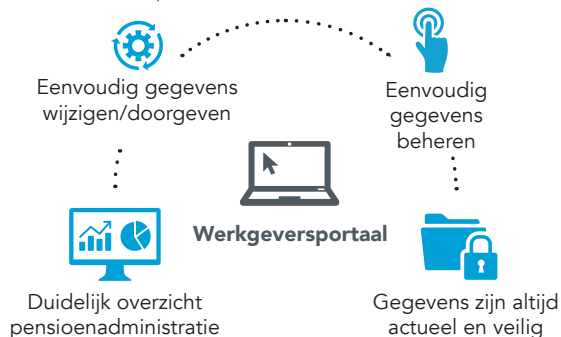 Eenvoudig gegevens
wijzigen/doorgeven
Eenvoudig
gegevens
beheren
Werkgeversportaal
Duidelijk overzicht
pensioenadministratie
Gegevens zijn altijd
actueel en veilig